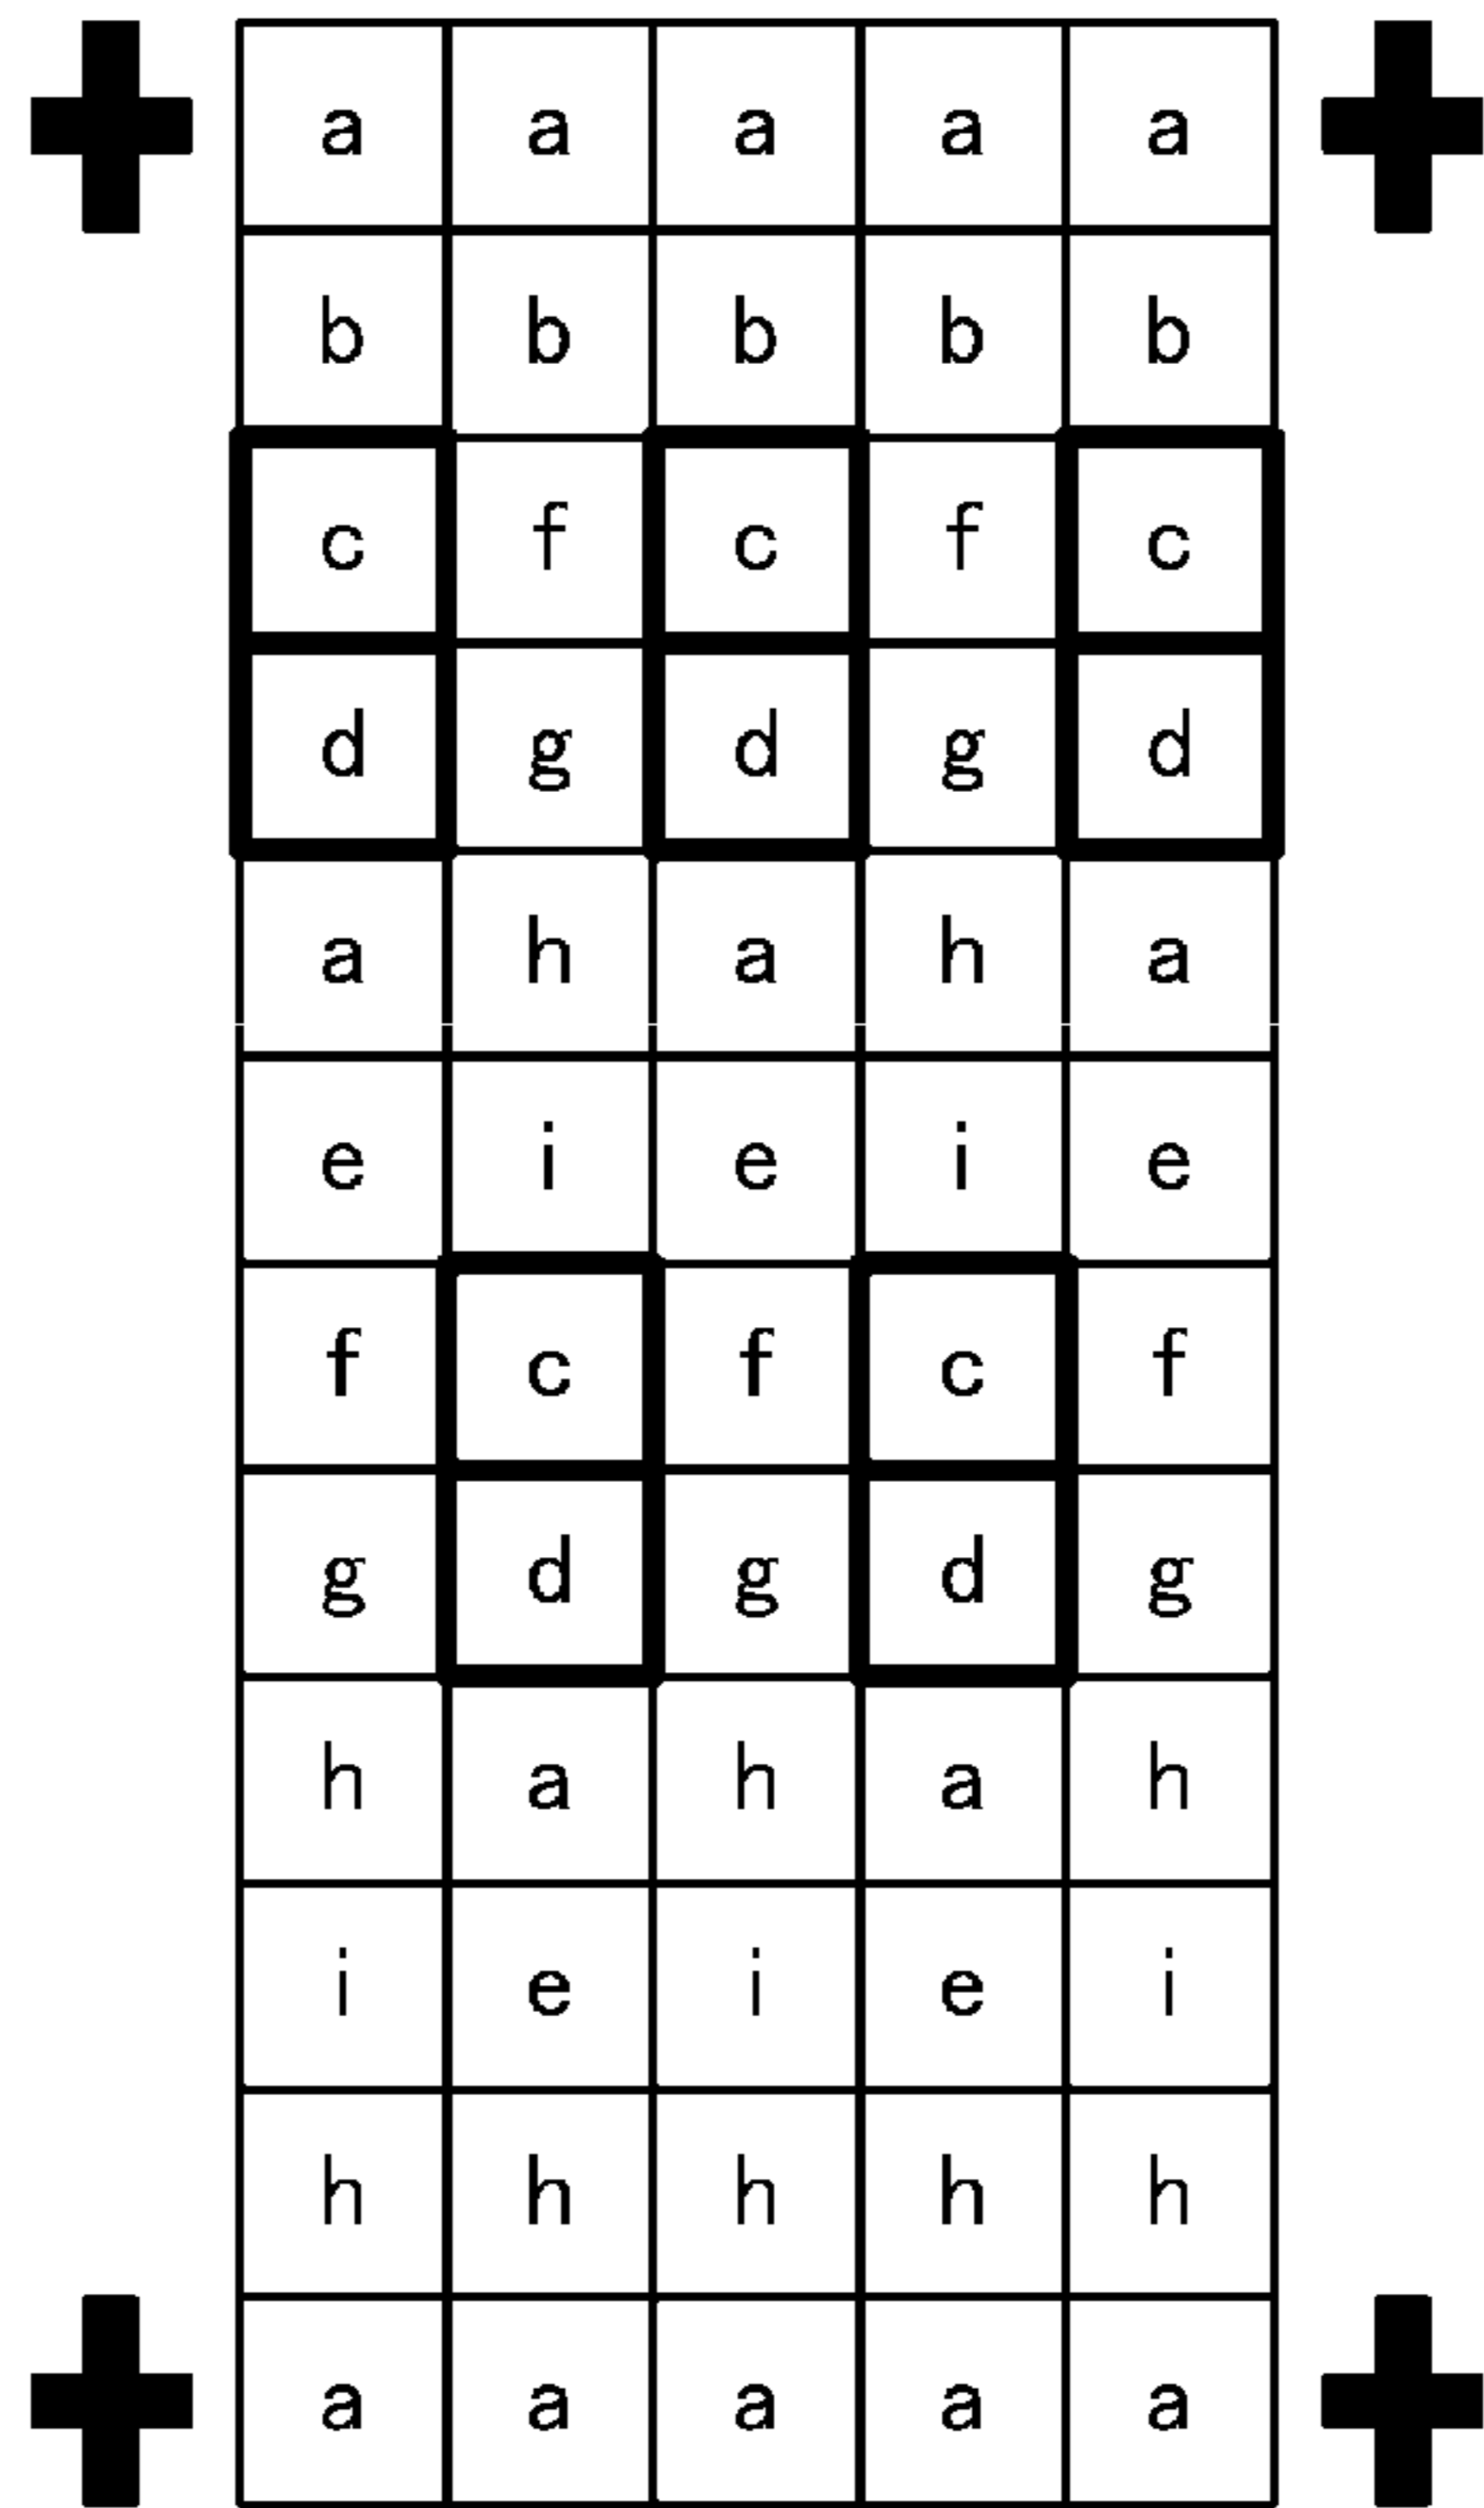 a a a a a
b b b b b
c f c f c
d g d g d
a h a h a
e i e i e
f c f c f
g d g d g
h a h a h
i e i e i
h h h h h
a a a a a